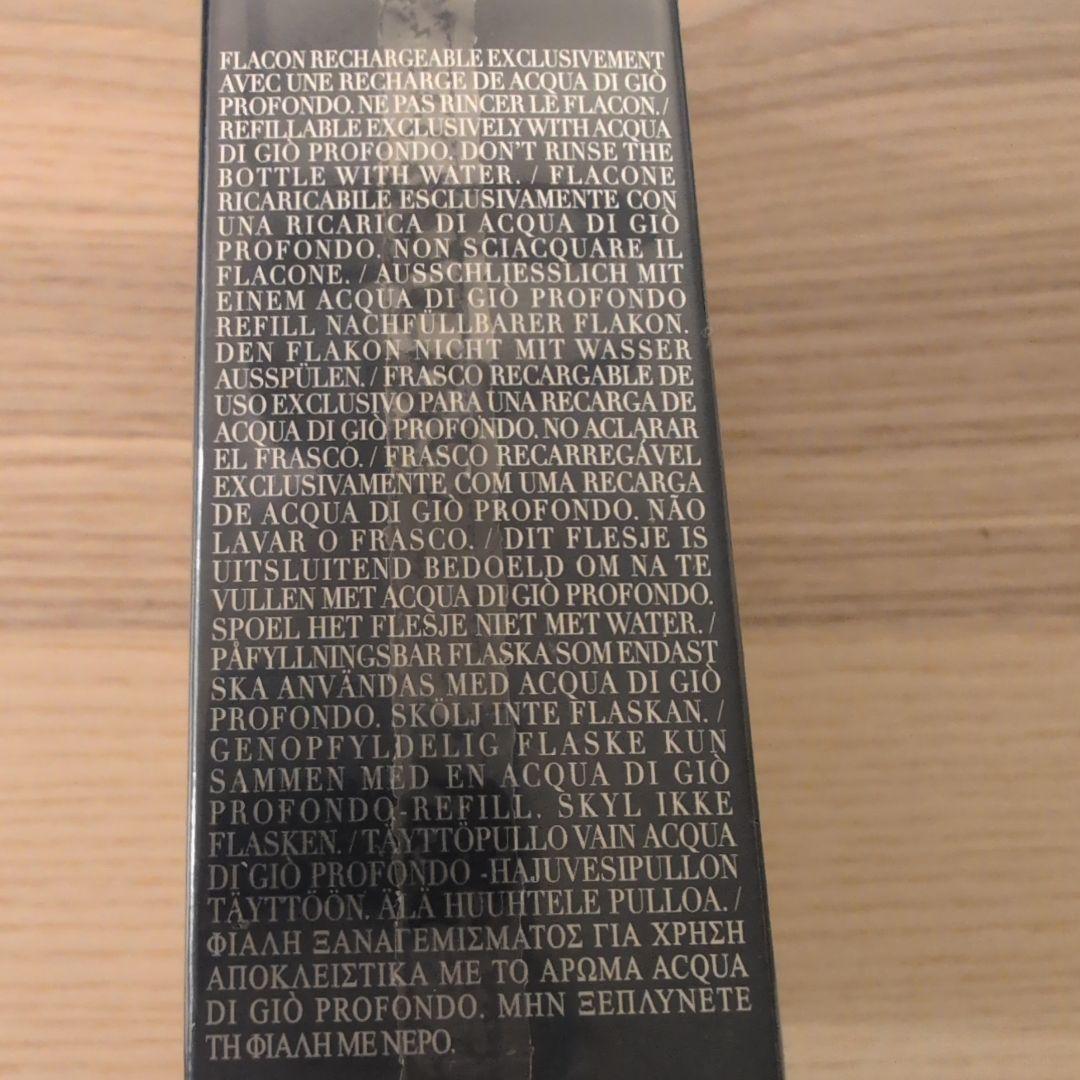 FLACON RECHARGEABLE EXCLUSIVEMENT
AVEC UNE RECHARGE DE ACQUA DI GIÒ
PROFONDO. NE PAS RINCER LE FLACON. /
REFILLABLE EXCLUSIVELY WITH ACQUA
DI GIÒ PROFONDO. DON'T RINSE THE
BOTTLE WITH WATER. / FLACONE
RICARICABILE ESCLUSIVAMENTE CON
UNA RICARICA DI ACQUA DI GIÒ
PROFONDO. NON SCIACQUARE IL
FLACONE. / AUSSCHLIESSLICH MIT
EINEM ACQUA DI GIÒ PROFONDO
REFILL NACHFÜLLBARER FLAKON.
DEN FLAKON NICHT MIT WASSER
AUSSPÜLEN. / FRASCO RECARGABLE DE
USO EXCLUSIVO PARA UNA RECARGA DE
ACQUA DI GIÒ PROFONDO. NO ACLARAR
EL FRASCO. / FRASCO RECARREGÁVEL
EXCLUSIVAMENTE COM UMA RECARGA
DE ACQUA DI GIÒ PROFONDO. NÃO
LAVAR O FRASCO. / DIT FLESJE IS
UITSLUITEND BEDOELD OM NA TE
VULLEN MET ACQUA DI GIÒ PROFONDO.
SPOEL HET FLESJE NIET MET WATER. /
PÅFYLLNINGSBAR FLASKA SOM ENDAST
SKA ANVÄNDAS MED ACQUA DI GIÒ
PROFONDO. SKÖLJ INTE FLASKAN. /
GENOPFYLDELIG FLASKE KUN
SAMMEN MED EN ACQUA DI GIÒ
PROFONDO-REFILL. SKYL IKKE
FLASKEN. / TÄYTTÖPULLO VAIN ACQUA
DI GIÒ PROFONDO -HAJUVESIPULLON
TÄYTTÖÖN. ÄLÄ HUUHTELE PULLOA. /
ΦΙΑΛΗ ΞΑΝΑΓΕΜΙΣΜΑΤΟΣ ΓΙΑ ΧΡΗΣΗ
ΑΠΟΚΛΕΙΣΤΙΚΑ ΜΕ ΤΟ ΑΡΩΜΑ ACQUA
DI GIÒ PROFONDO. ΜΗΝ ΞΕΠΛΥΝΕΤΕ
ΤΗ ΦΙΑΛΗ ΜΕ ΝΕΡΟ.